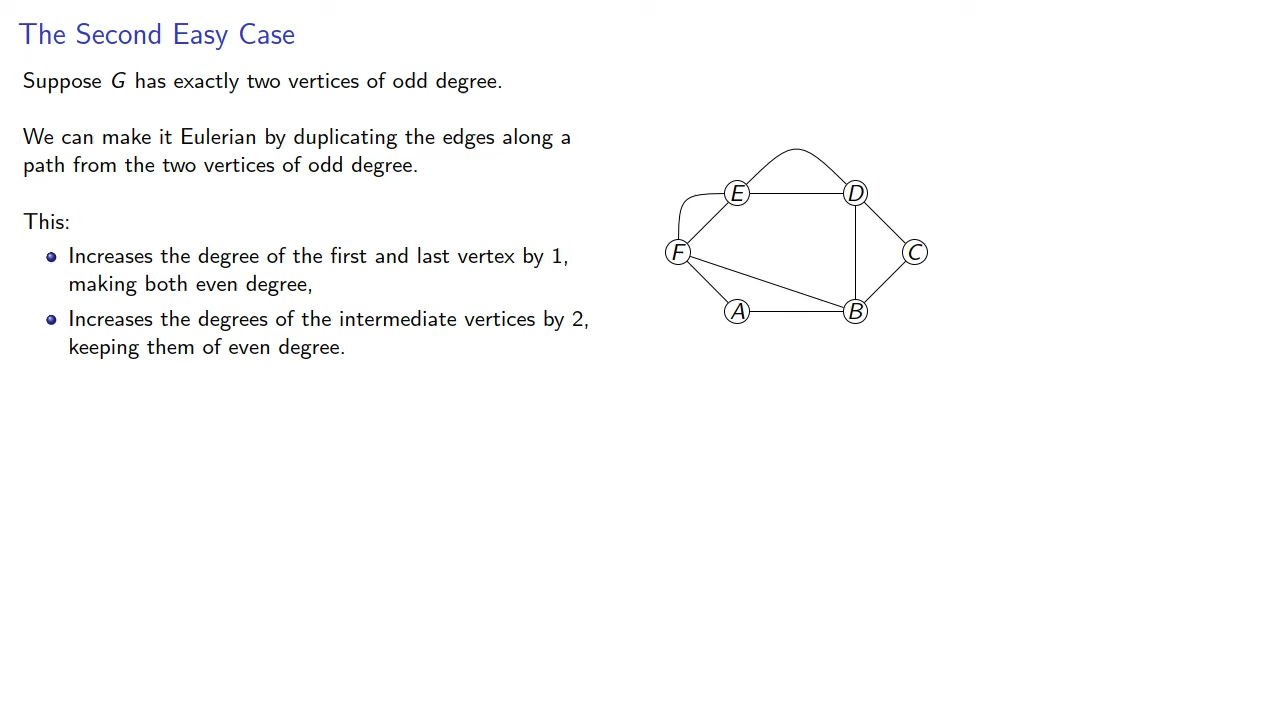 The Second Easy Case
Suppose G has exactly two vertices of odd degree.
We can make it Eulerian by duplicating the edges along a
path from the two vertices of odd degree.
This:
Increases the degree of the first and last vertex by 1,
making both even degree,
Increases the degrees of the intermediate vertices by 2,
keeping them of even degree.
E D
F C
A B